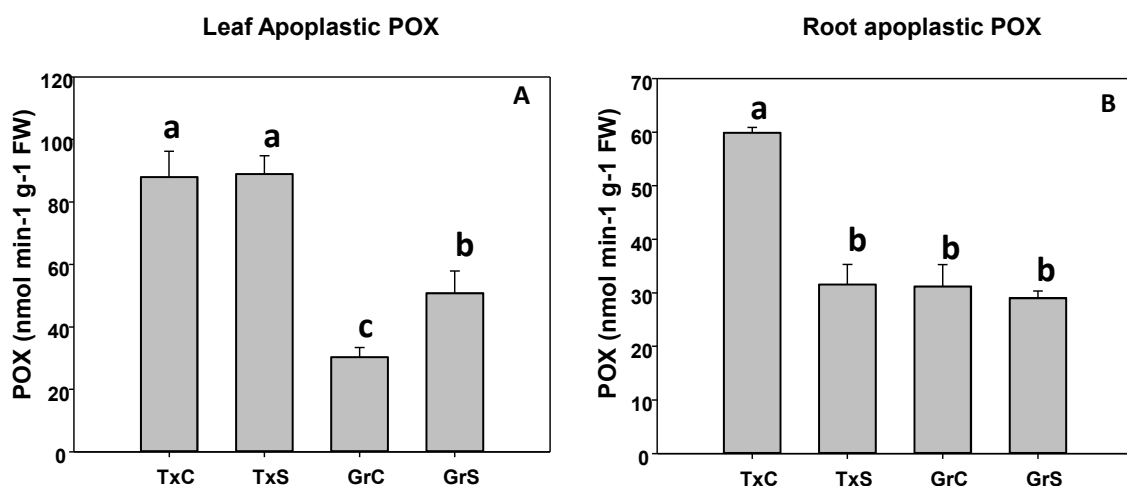 Leaf Apoplastic POX
120
100
80
60
40
20
0
POX (nmol min-1 g-1 FW)
A
a
a
c
b
TxC TxS GrC GrS
Root apoplastic POX
70
60
50
40
30
20
10
0
POX (nmol min-1 g-1 FW)
B
a
b
b
b
TxC TxS GrC GrS